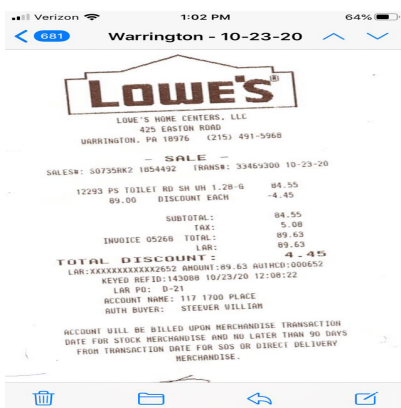 Verizon 1:02 PM 64%
681 Warrington - 10-23-20
LOWE'S
LOWE'S HOME CENTERS, LLC
425 EASTON ROAD
WARRINGTON, PA 18976 (215) 491-5968
- SALE -
SALES#: S0735RK2 1854492 TRANS#: 33469300 10-23-20
12293 PS TOILET RD SH WH 1.28-G 84.55
89.00 DISCOUNT EACH -4.45
SUBTOTAL: 84.55
TAX: 5.08
INVOICE 05268 TOTAL: 89.63
LAR: 89.63
TOTAL DISCOUNT: 4.45
LAR:XXXXXXXXXXXX2652 AMOUNT:89.63 AUTHCD:000652
KEYED REFID:143088 10/23/20 12:08:22
LAR PO: D-21
ACCOUNT NAME: 117 1700 PLACE
AUTH BUYER: STEEVER WILLIAM
ACCOUNT WILL BE BILLED UPON MERCHANDISE TRANSACTION
DATE FOR STOCK MERCHANDISE AND NO LATER THAN 90 DAYS
FROM TRANSACTION DATE FOR SOS OR DIRECT DELIVERY
MERCHANDISE.